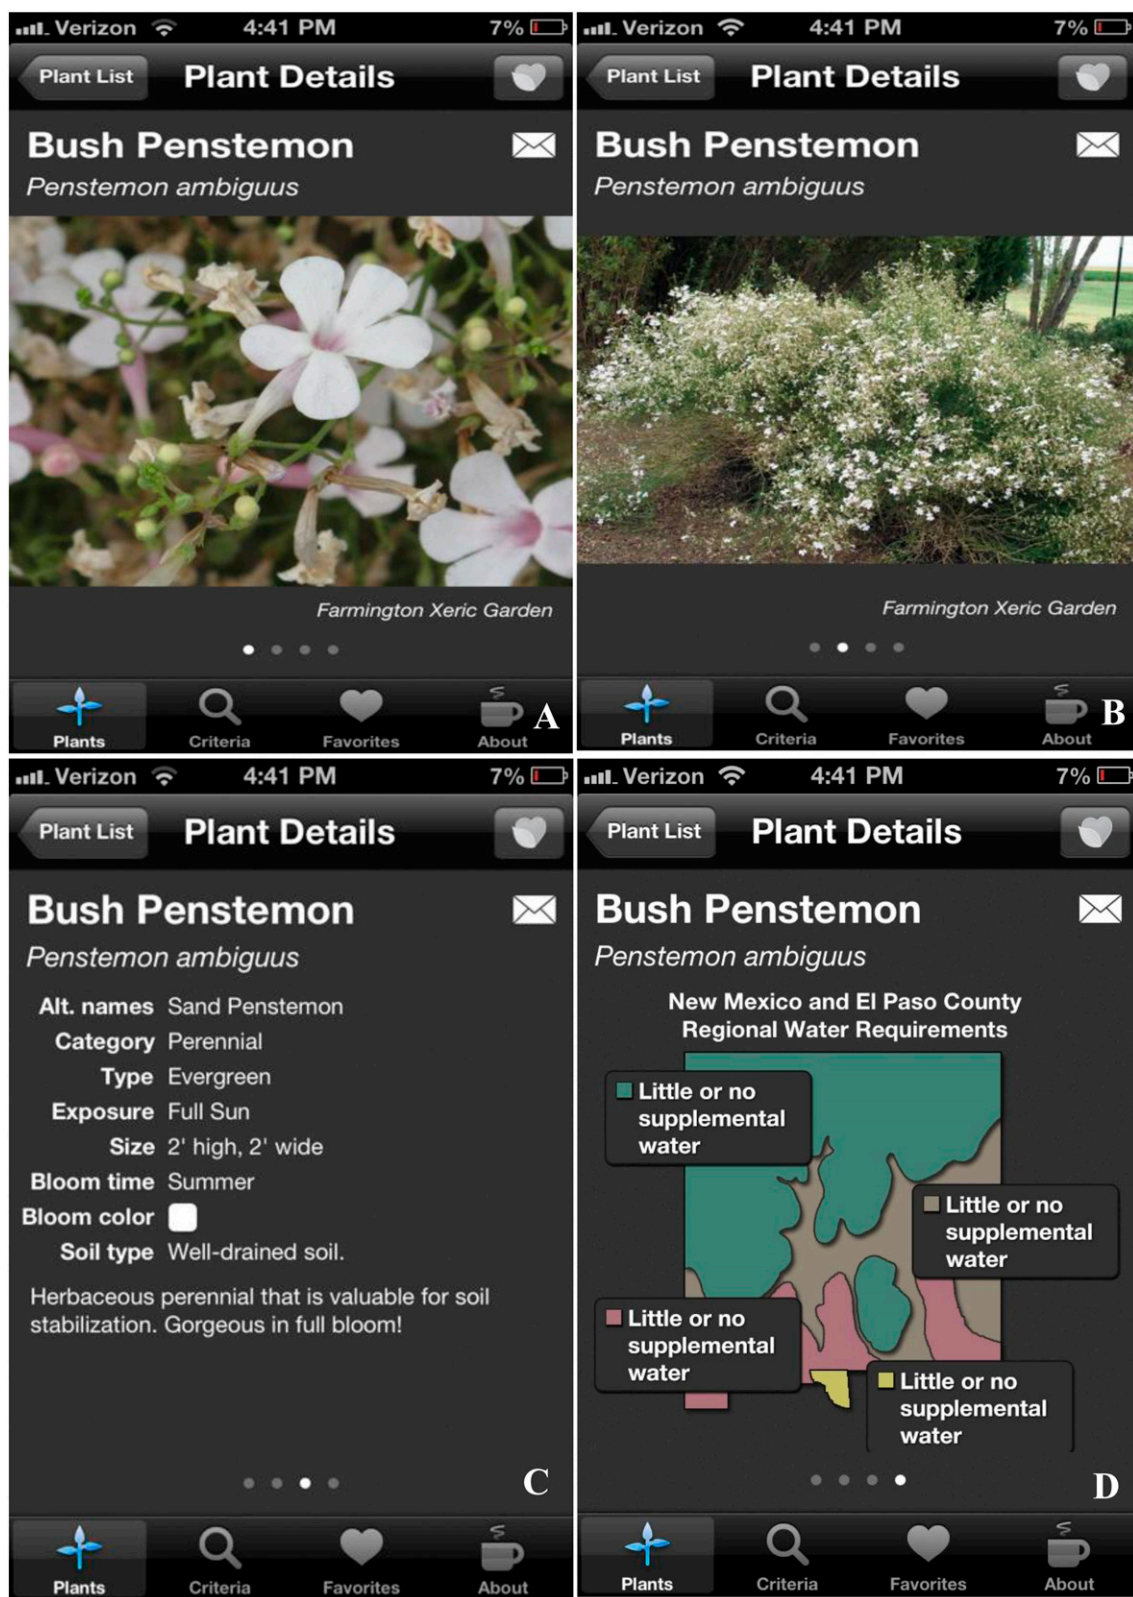 Verizon 4:41 PM 7%
Plant List Plant Details
Bush Penstemon
Penstemon ambiguus
Farmington Xeric Garden
Plants Criteria Favorites About
A
Verizon 4:41 PM 7%
Plant List Plant Details
Bush Penstemon
Penstemon ambiguus
Farmington Xeric Garden
Plants Criteria Favorites About
B
Verizon 4:41 PM 7%
Plant List Plant Details
Bush Penstemon
Penstemon ambiguus
Alt. names Sand Penstemon
Category Perennial
Type Evergreen
Exposure Full Sun
Size 2' high, 2' wide
Bloom time Summer
Bloom color
Soil type Well-drained soil.
Herbaceous perennial that is valuable for soil
stabilization. Gorgeous in full bloom!
C
Plants Criteria Favorites About
Verizon 4:41 PM 7%
Plant List Plant Details
Bush Penstemon
Penstemon ambiguus
New Mexico and El Paso County
Regional Water Requirements
Little or no
supplemental
water
Little or no
supplemental
water
Little or no
supplemental
water
Little or no
supplemental
water
D
Plants Criteria Favorites About